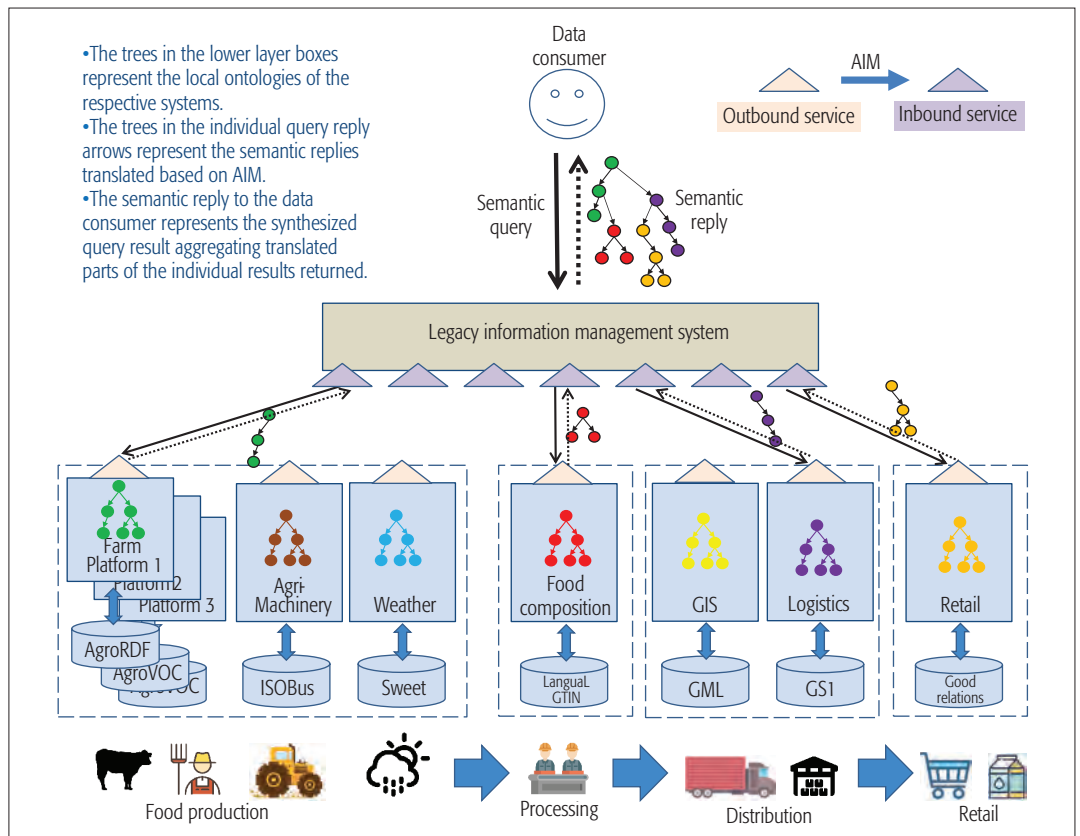 •The trees in the lower layer boxes
represent the local ontologies of the
respective systems.
•The trees in the individual query reply
arrows represent the semantic replies
translated based on AIM.
•The semantic reply to the data
consumer represents the synthesized
query result aggregating translated
parts of the individual results returned.
Data
consumer
AIM
Outbound service
Inbound service
Semantic
query
Semantic
reply
Legacy information management system
Farm
Platform 1
Platform 2
Platform 3
Agri-
Machinery
Weather
Food
composition
GIS
Logistics
Retail
AgroRDF
AgroVOC
AgroVOC
ISOBus
Sweet
LanguaL
GTIN
GML
GS1
Good
relations
Food production
Processing
Distribution
Retail